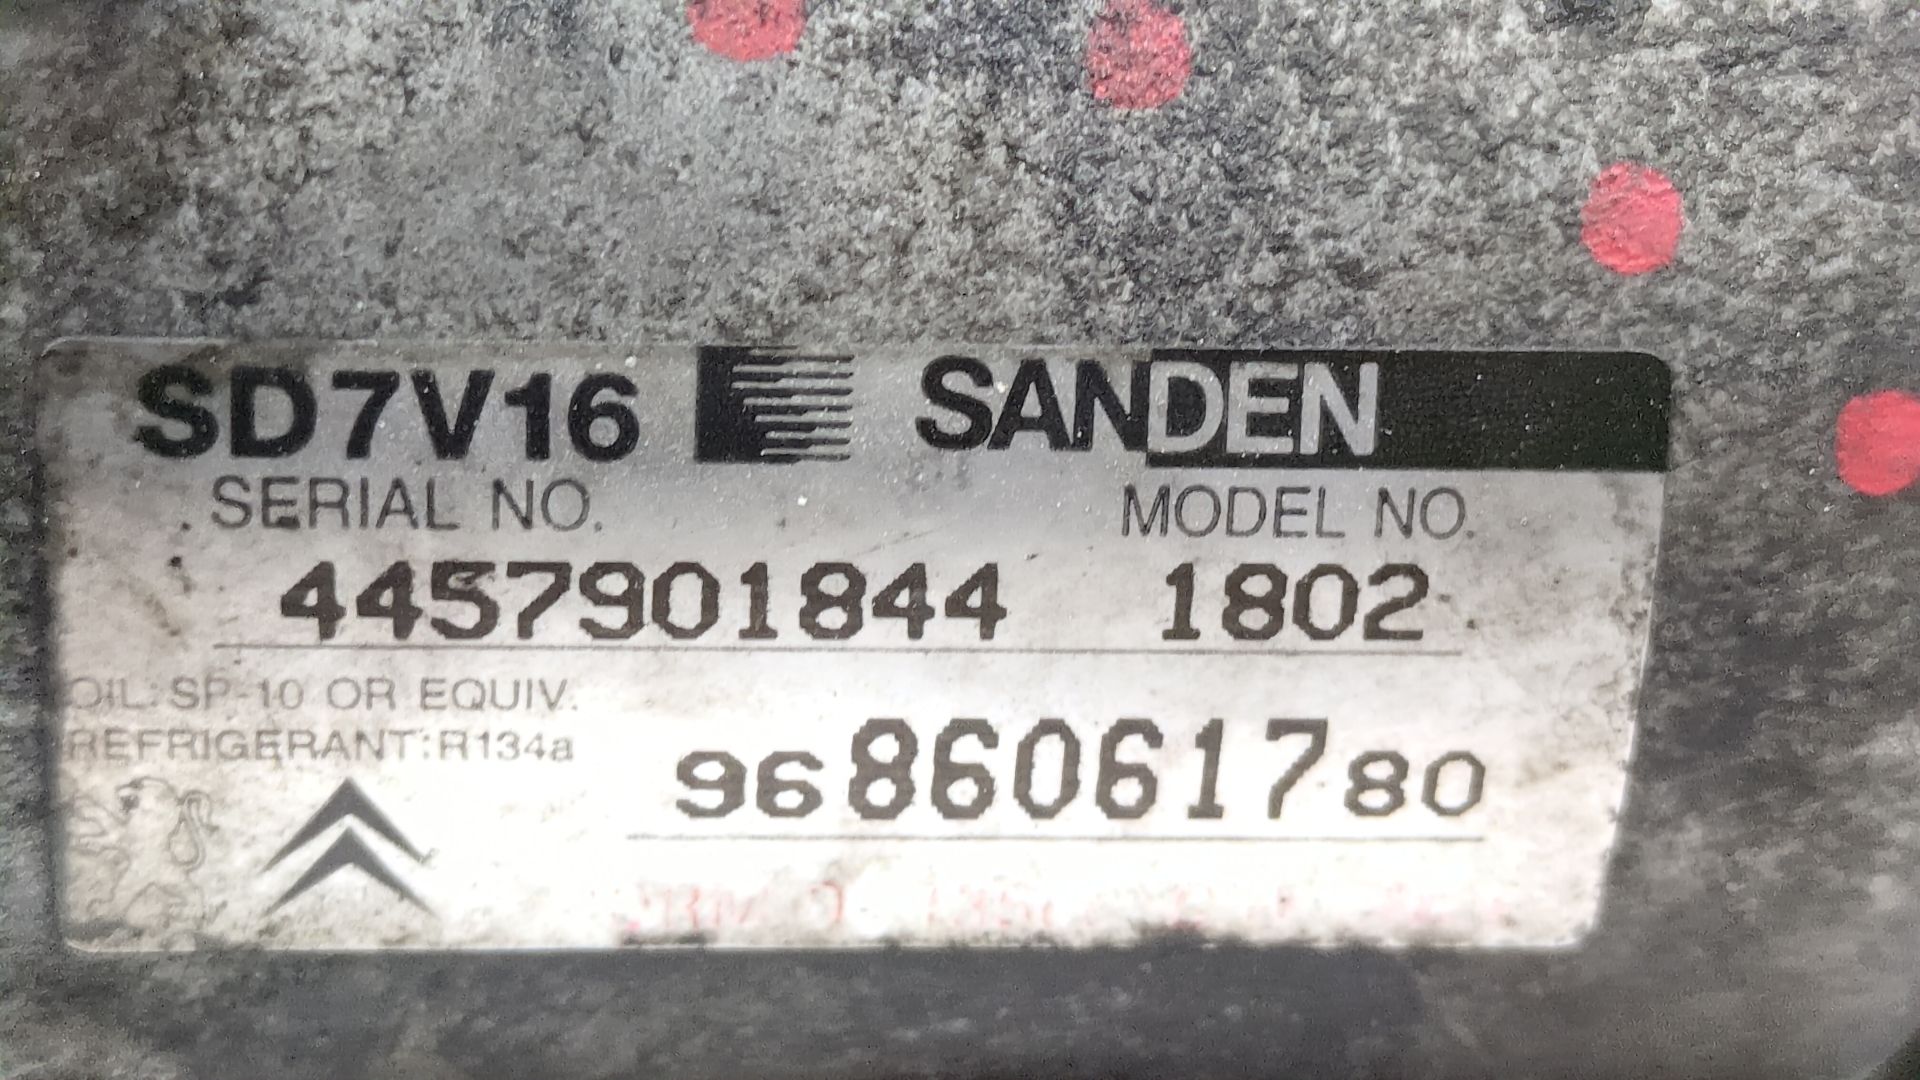 SD7V16 SANDEN
SERIAL NO. MODEL NO.
4457901844 1802
OIL: SP-10 OR EQUIV.
REFRIGERANT: R134a
9686061780